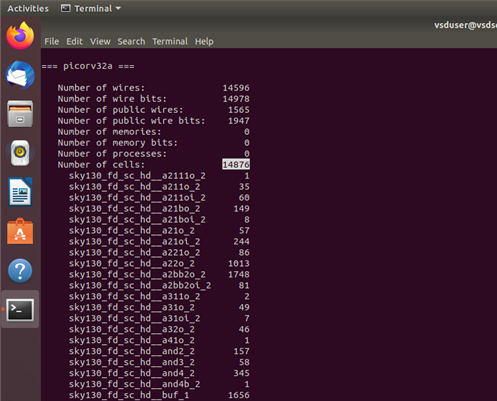 Activities Terminal
vsduser@vsds
File Edit View Search Terminal Help
=== picorv32a ===
Number of wires: 14596
Number of wire bits: 14978
Number of public wires: 1565
Number of public wire bits: 1947
Number of memories: 0
Number of memory bits: 0
Number of processes: 0
Number of cells: 14876
sky130_fd_sc_hd__a2111o_2 1
sky130_fd_sc_hd__a211o_2 35
sky130_fd_sc_hd__a211oi_2 60
sky130_fd_sc_hd__a21bo_2 149
sky130_fd_sc_hd__a21boi_2 8
sky130_fd_sc_hd__a21o_2 57
sky130_fd_sc_hd__a21oi_2 244
sky130_fd_sc_hd__a221o_2 86
sky130_fd_sc_hd__a22o_2 1013
sky130_fd_sc_hd__a2bb2o_2 1748
sky130_fd_sc_hd__a2bb2oi_2 81
sky130_fd_sc_hd__a311o_2 2
sky130_fd_sc_hd__a31o_2 49
sky130_fd_sc_hd__a31oi_2 7
sky130_fd_sc_hd__a32o_2 46
sky130_fd_sc_hd__a41o_2 1
sky130_fd_sc_hd__and2_2 157
sky130_fd_sc_hd__and3_2 58
sky130_fd_sc_hd__and4_2 345
sky130_fd_sc_hd__and4b_2 1
sky130_fd_sc_hd__buf_1 1656